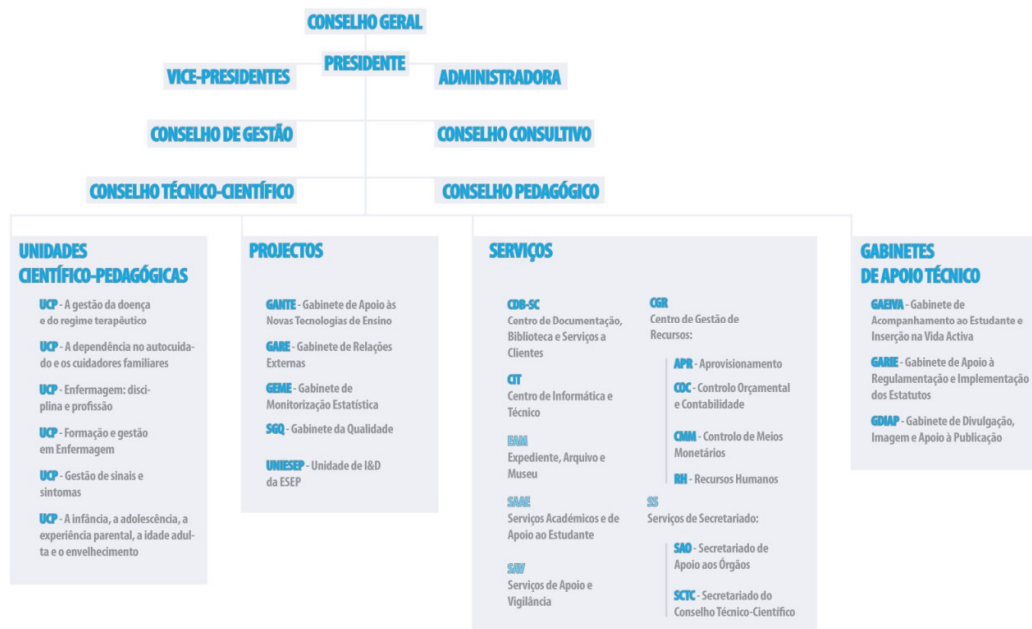 CONSELHO GERAL
PRESIDENTE
VICE-PRESIDENTES
ADMINISTRADORA
CONSELHO DE GESTÃO
CONSELHO CONSULTIVO
CONSELHO TÉCNICO-CIENTÍFICO
CONSELHO PEDAGÓGICO
UNIDADES
CIENTÍFICO-PEDAGÓGICAS
UCP - A gestão da doença
e do regime terapêutico
UCP - A dependência no autocuida-
do e os cuidadores familiares
UCP - Enfermagem: disci-
plina e profissão
UCP - Formação e gestão
em Enfermagem
UCP - Gestão de sinais e
sintomas
UCP - A infância, a adolescência, a
experiência parental, a idade adul-
ta e o envelhecimento
PROJECTOS
GANTE - Gabinete de Apoio às
Novas Tecnologias de Ensino
GARE - Gabinete de Relações
Externas
GEME - Gabinete de
Monitorização Estatística
SGQ - Gabinete da Qualidade
UNIESEP - Unidade de I&D
da ESEP
SERVIÇOS
CDB-SC
Centro de Documentação,
Biblioteca e Serviços a
Clientes
CIT
Centro de Informática e
Técnico
EAM
Expediente, Arquivo e
Museu
SAAE
Serviços Académicos e de
Apoio ao Estudante
SAV
Serviços de Apoio e
Vigilância
CGR
Centro de Gestão de
Recursos:
APR - Aprovisionamento
COC - Controlo Orçamental
e Contabilidade
CMM - Controlo de Meios
Monetários
RH - Recursos Humanos
SS
Serviços de Secretariado:
SAO - Secretariado de
Apoio aos Órgãos
SCTC - Secretariado do
Conselho Técnico-Científico
GABINETES
DE APOIO TÉCNICO
GAEIVA - Gabinete de
Acompanhamento ao Estudante e
Inserção na Vida Activa
GARIE - Gabinete de Apoio à
Regulamentação e Implementação
dos Estatutos
GDIAP - Gabinete de Divulgação,
Imagem e Apoio à Publicação